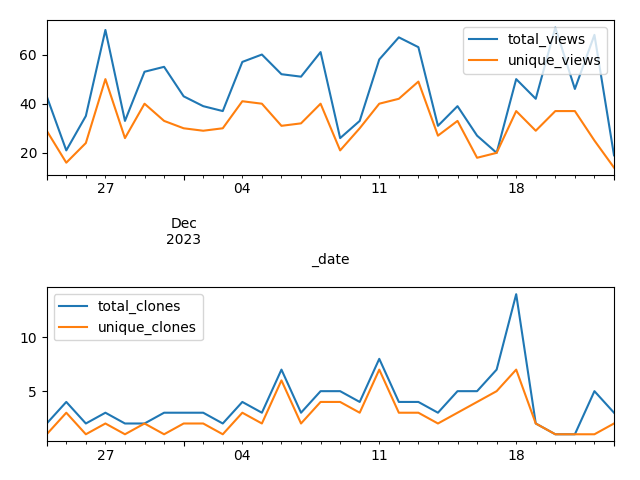 60
40
20
total_views
unique_views
27
04
11
18
Dec
2023
_date
10
5
total_clones
unique_clones
27
04
11
18